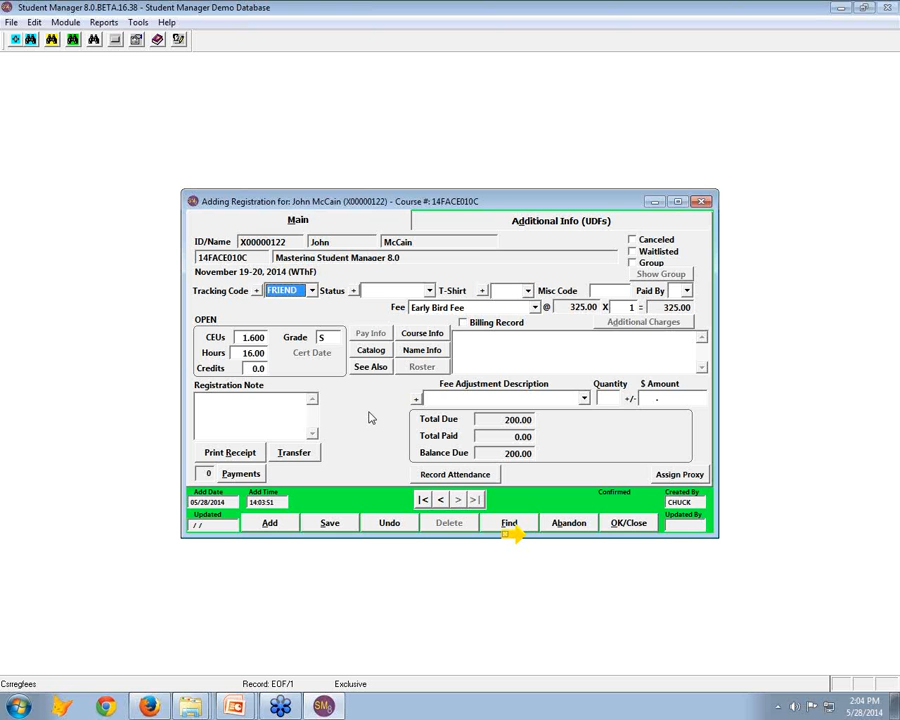 Student Manager 8.0.BETA.16.38 - Student Manager Demo Database
File Edit Module Reports Tools Help
Adding Registration for: John McCain (X00000122) - Course #: 14FACE010C
Main Additional Info (UDFs)
ID/Name X00000122 John McCain Canceled
14FACE010C Mastering Student Manager 8.0 Waitlisted
November 19-20, 2014 (WThF) Group
Show Group
Tracking Code + FRIEND Status + T-Shirt + Misc Code Paid By
Fee Early Bird Fee @ 325.00 X 1 = 325.00
OPEN Billing Record Additional Charges
CEUs 1.600 Grade S Pay Info Course Info
Hours 16.00 Cert Date Catalog Name Info
Credits 0.0 See Also Roster
Registration Note Fee Adjustment Description Quantity $ Amount
+ +/- .
Total Due 200.00
Total Paid 0.00
Print Receipt Transfer Balance Due 200.00
0 Payments Record Attendance Assign Proxy
Add Date Add Time Confirmed Created By
05/28/2014 14:03:51 |< < > >| CHUCK
Updated Updated By
/ / Add Save Undo Delete Find Abandon OK/Close
Csrregfees Record: EOF/1 Exclusive
SM8 2:04 PM
5/28/2014